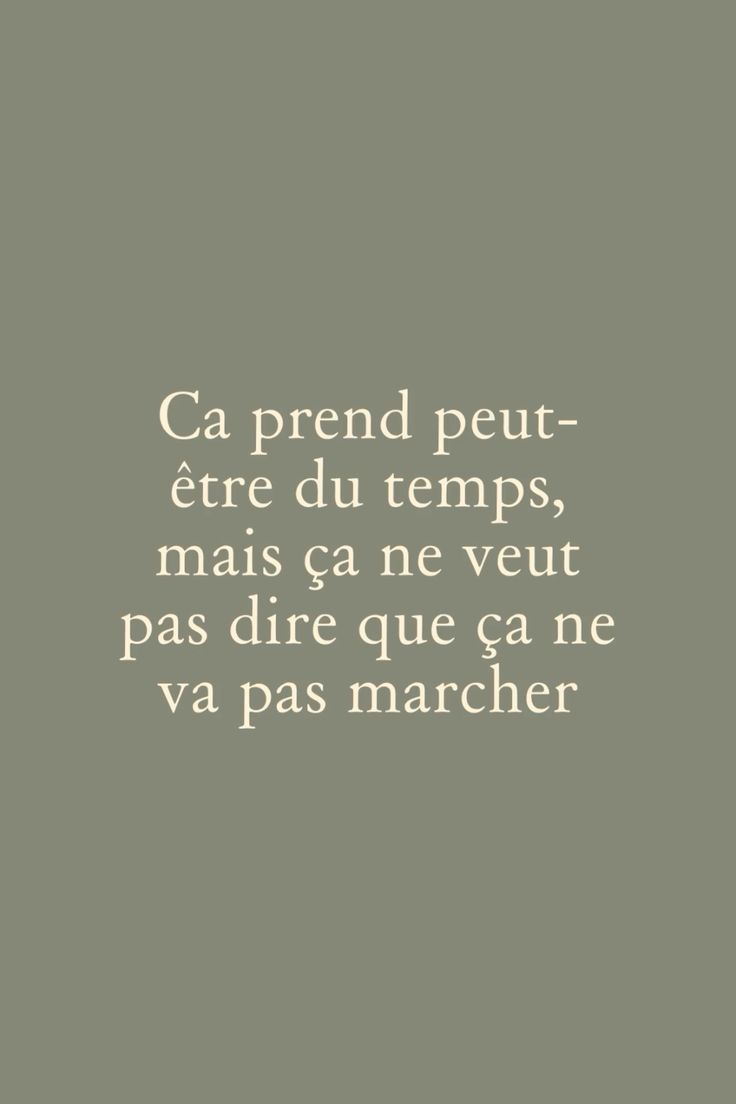 Ca prend peut-
être du temps,
mais ça ne veut
pas dire que ça ne
va pas marcher